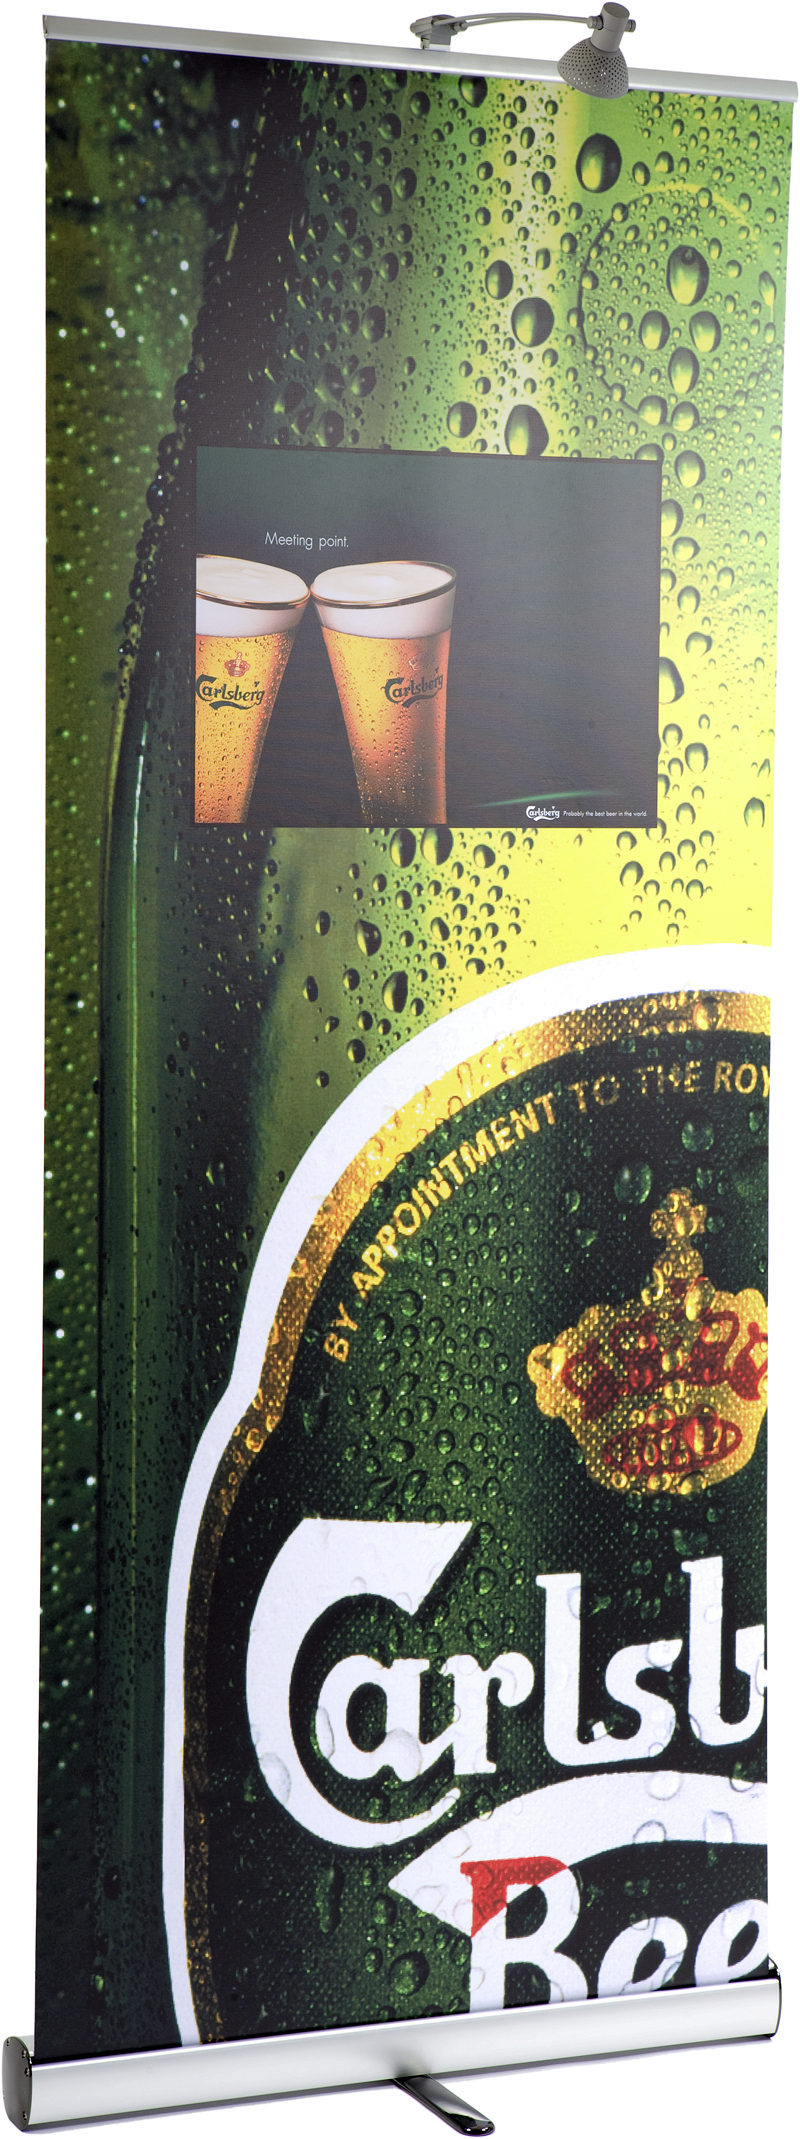 Meeting point.
Carlsberg
Carlsberg
Carlsberg Probably the best beer in the world.
BY APPOINTMENT TO THE ROY
Carlsb
Bee